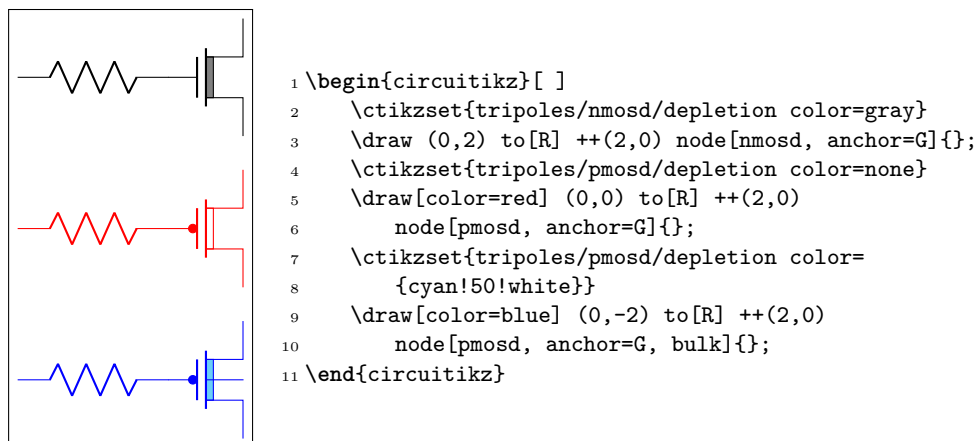 1 \begin{circuitikz}[ ]
2     \ctikzset{tripoles/nmosd/depletion color=gray}
3     \draw (0,2) to[R] ++(2,0) node[nmosd, anchor=G]{};
4     \ctikzset{tripoles/pmosd/depletion color=none}
5     \draw[color=red] (0,0) to[R] ++(2,0)
6         node[pmosd, anchor=G]{};
7     \ctikzset{tripoles/pmosd/depletion color=
8         {cyan!50!white}}
9     \draw[color=blue] (0,-2) to[R] ++(2,0)
10         node[pmosd, anchor=G, bulk]{};
11 \end{circuitikz}